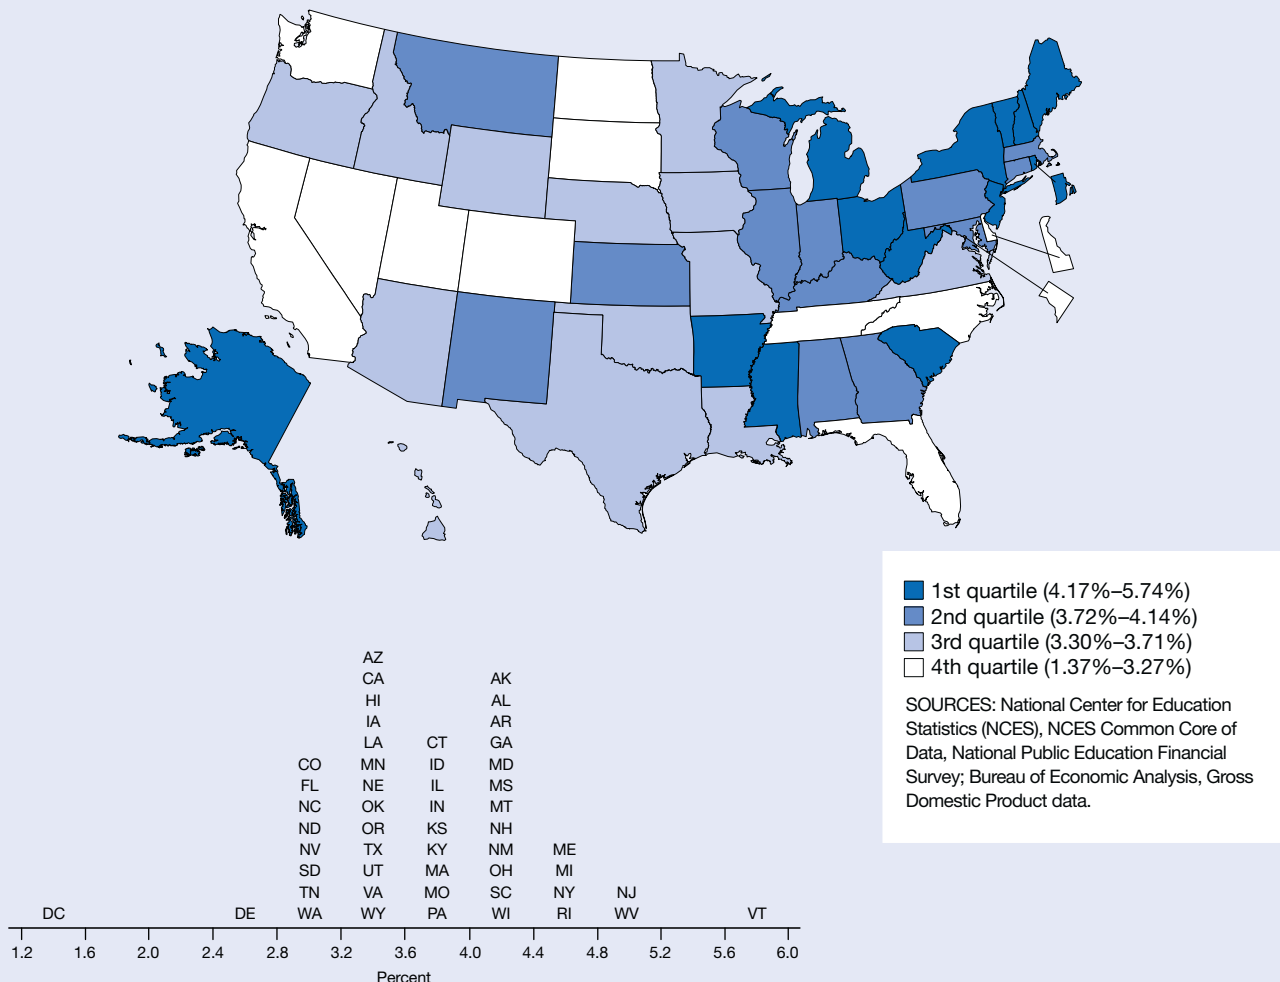 1st quartile (4.17%–5.74%)
2nd quartile (3.72%–4.14%)
3rd quartile (3.30%–3.71%)
4th quartile (1.37%–3.27%)
SOURCES: National Center for Education
Statistics (NCES), NCES Common Core of
Data, National Public Education Financial
Survey; Bureau of Economic Analysis, Gross
Domestic Product data.
AZ
CA AK
HI AL
IA AR
LA CT GA
CO MN ID MD
FL NE IL MS
NC OK IN MT
ND OR KS NH
NV TX KY NM ME
SD UT MA OH MI
TN VA MO SC NY NJ
DC DE WA WY PA WI RI WV VT
1.2 1.6 2.0 2.4 2.8 3.2 3.6 4.0 4.4 4.8 5.2 5.6 6.0
Percent